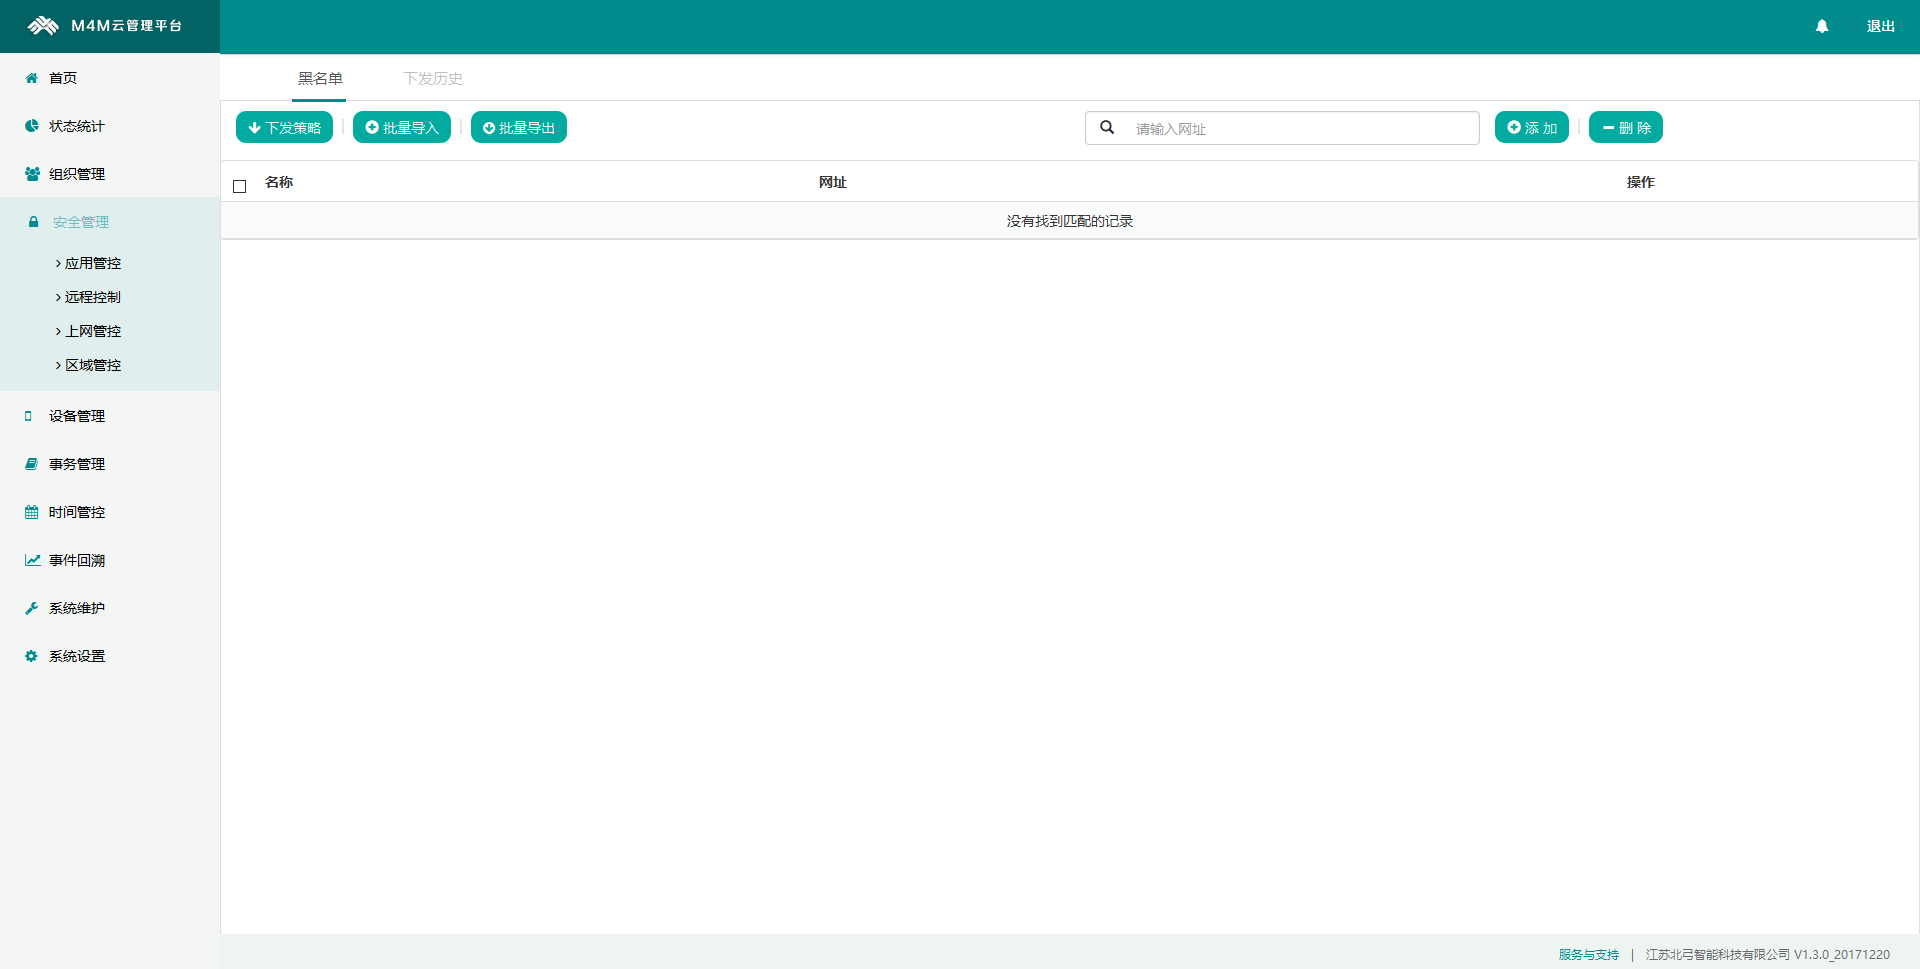 M4M云管理平台
退出
首页
状态统计
组织管理
安全管理
应用管控
远程控制
上网管控
区域管控
设备管理
事务管理
时间管控
事件回溯
系统维护
系统设置
黑名单 下发历史
下发策略 批量导入 批量导出 请输入网址 添加 删除
名称 网址 操作
没有找到匹配的记录
服务与支持 | 江苏北弓智能科技有限公司 V1.3.0_20171220